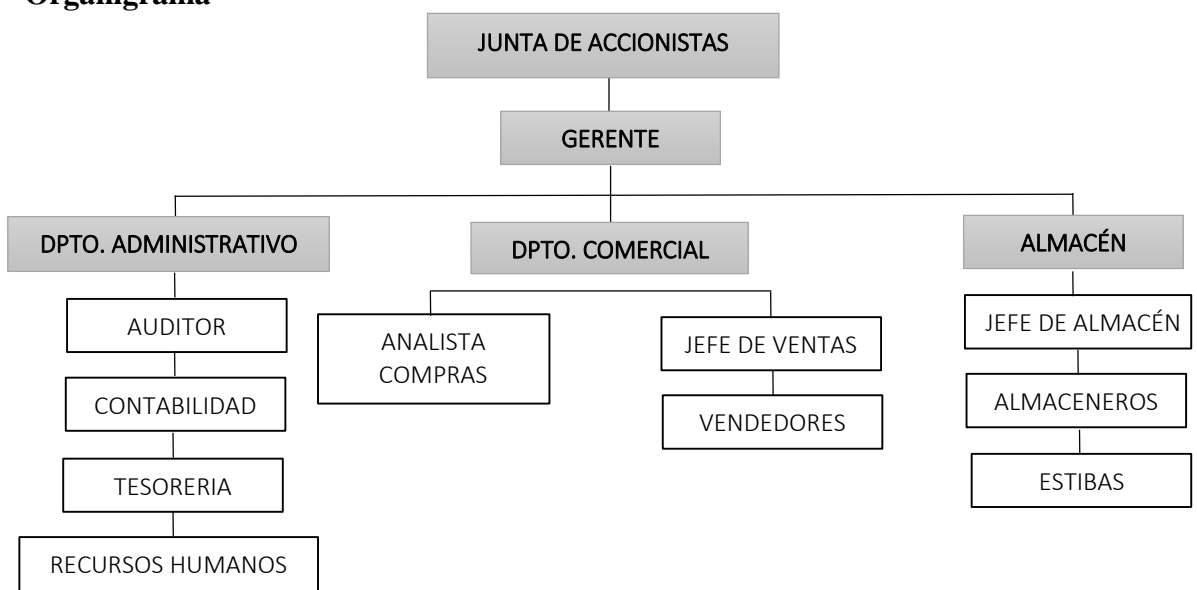 Organigrama
JUNTA DE ACCIONISTAS
GERENTE
DPTO. ADMINISTRATIVO
AUDITOR
CONTABILIDAD
TESORERIA
RECURSOS HUMANOS
DPTO. COMERCIAL
ANALISTA
COMPRAS
JEFE DE VENTAS
VENDEDORES
ALMACÉN
JEFE DE ALMACÉN
ALMACENEROS
ESTIBAS